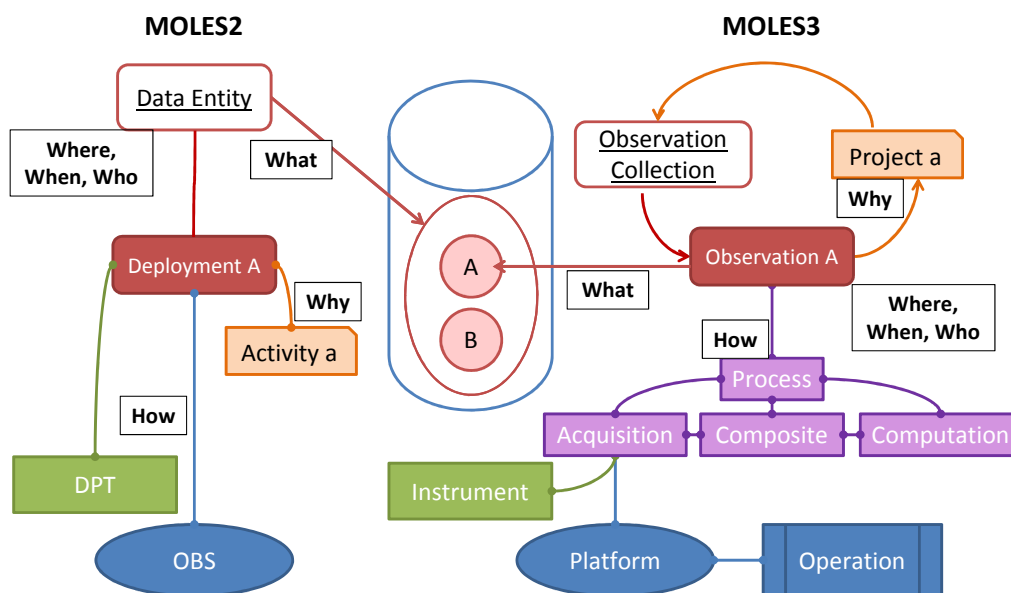 MOLES2
MOLES3
Data Entity
Where,
When, Who
What
Deployment A
Why
Activity a
How
DPT
OBS
A
B
Observation
Collection
Project a
Why
Observation A
What
Where,
When, Who
How
Process
Acquisition
Composite
Computation
Instrument
Platform
Operation